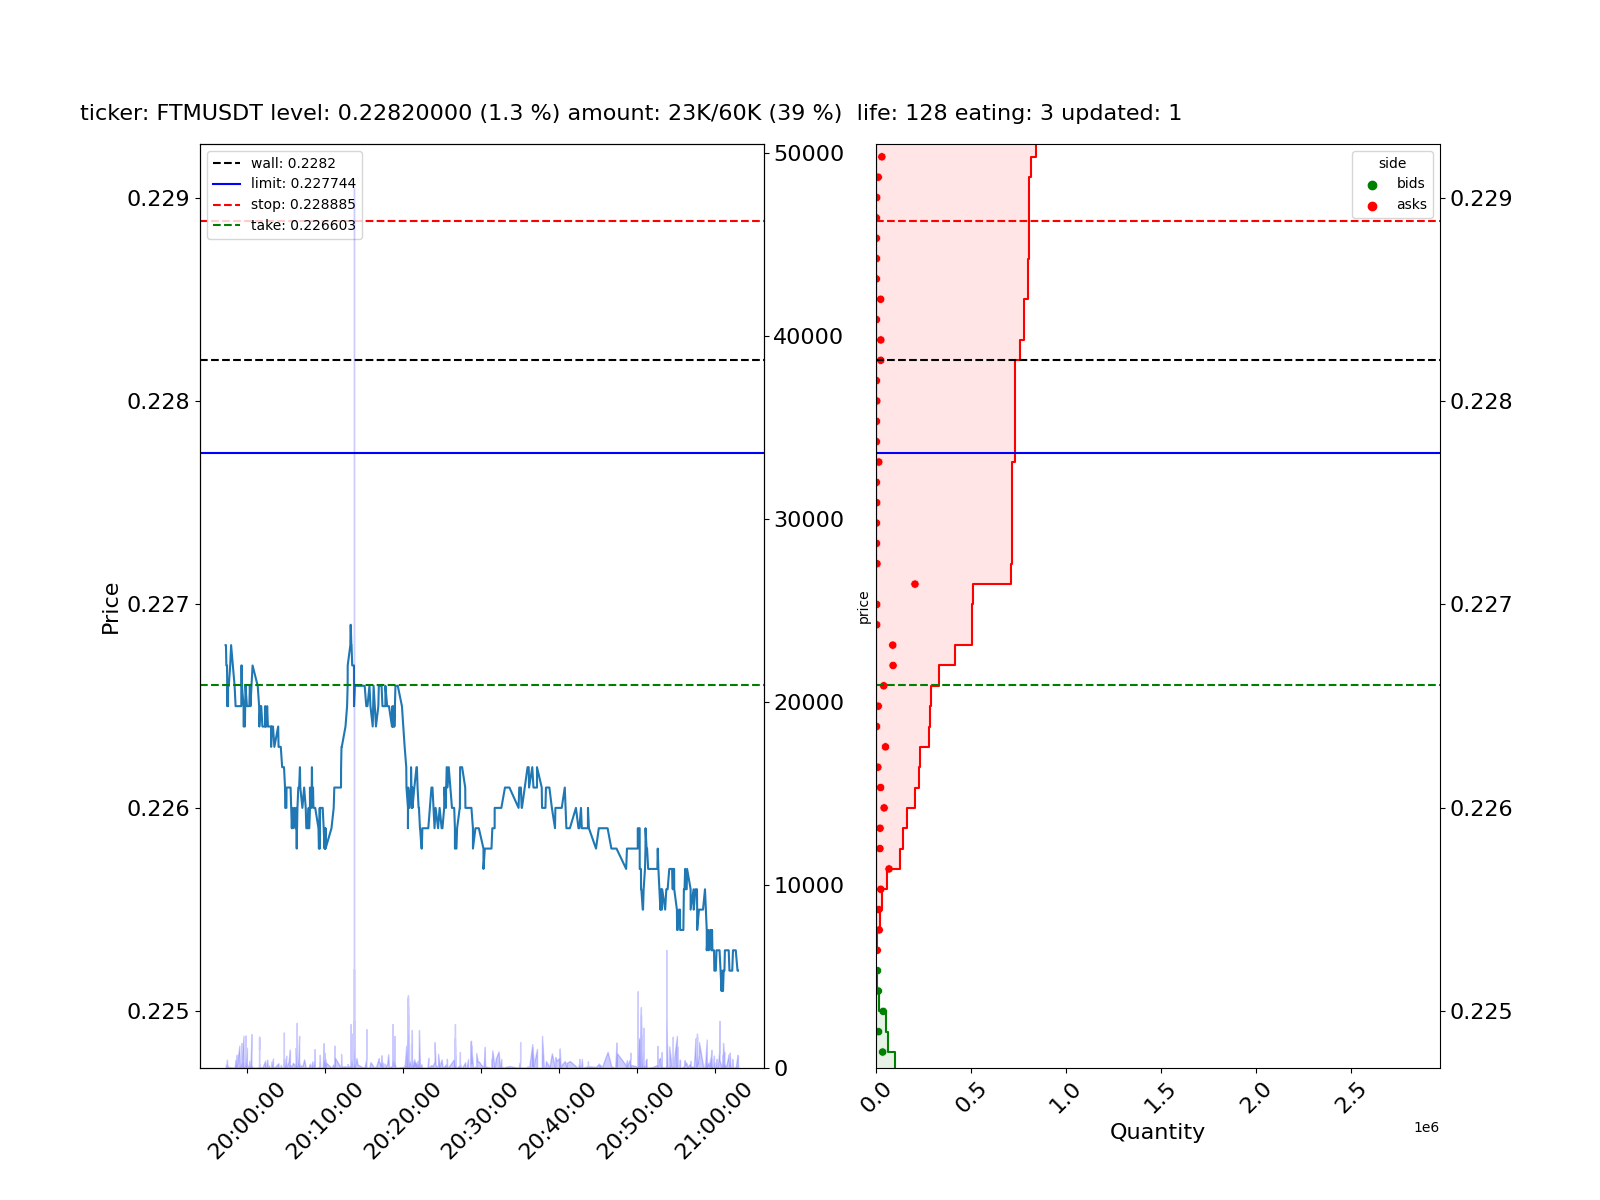 ticker: FTMUSDT level: 0.22820000 (1.3 %) amount: 23K/60K (39 %)  life: 128 eating: 3 updated: 1
wall: 0.2282
limit: 0.227744
stop: 0.228885
take: 0.226603
Price
0.229
0.228
0.227
0.226
0.225
50000
40000
30000
20000
10000
0
20:00:00
20:10:00
20:20:00
20:30:00
20:40:00
20:50:00
21:00:00
side
bids
asks
price
0.229
0.228
0.227
0.226
0.225
0.0
0.5
1.0
1.5
2.0
2.5
1e6
Quantity